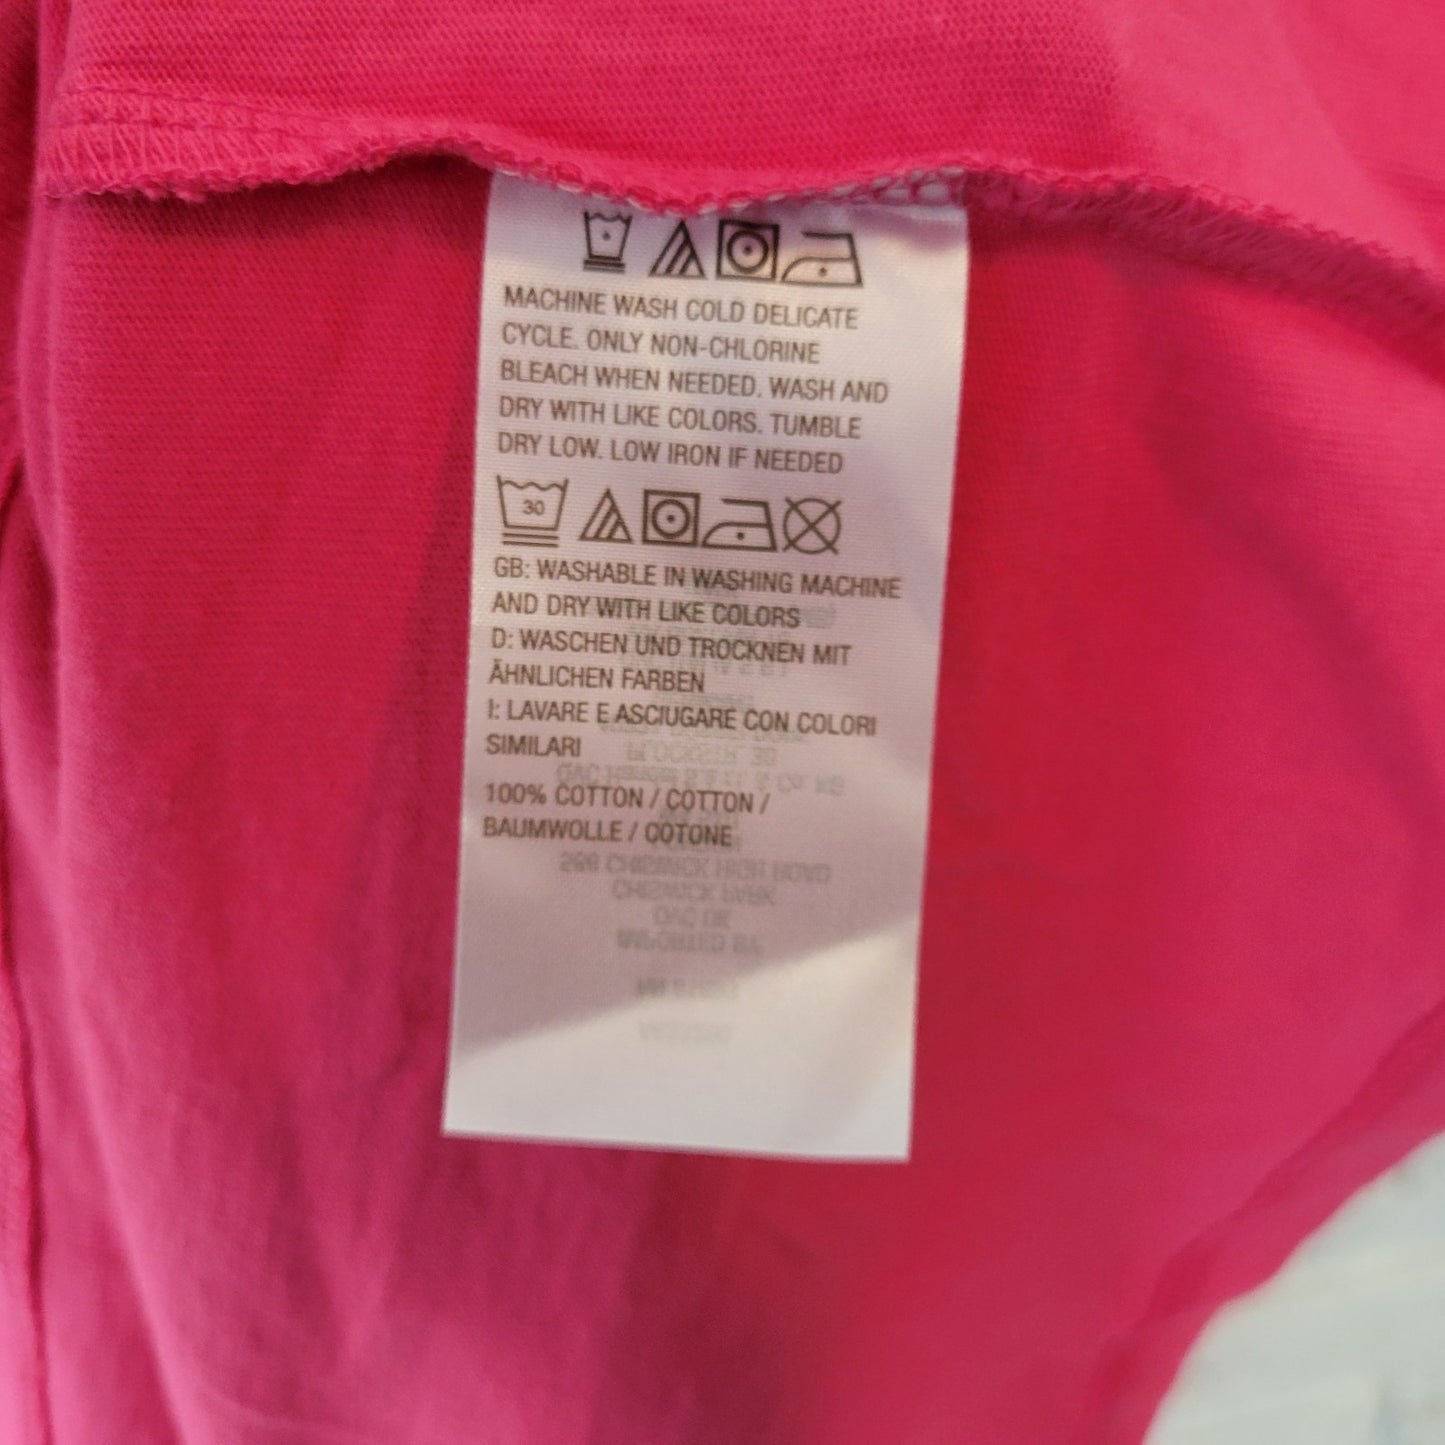 MACHINE WASH COLD DELICATE
CYCLE. ONLY NON-CHLORINE
BLEACH WHEN NEEDED. WASH AND
DRY WITH LIKE COLORS. TUMBLE
DRY LOW. LOW IRON IF NEEDED
30
GB: WASHABLE IN WASHING MACHINE
AND DRY WITH LIKE COLORS
D: WASCHEN UND TROCKNEN MIT
ÄHNLICHEN FARBEN
I: LAVARE E ASCIUGARE CON COLORI
SIMILARI
100% COTTON / COTTON /
BAUMWOLLE / COTONE